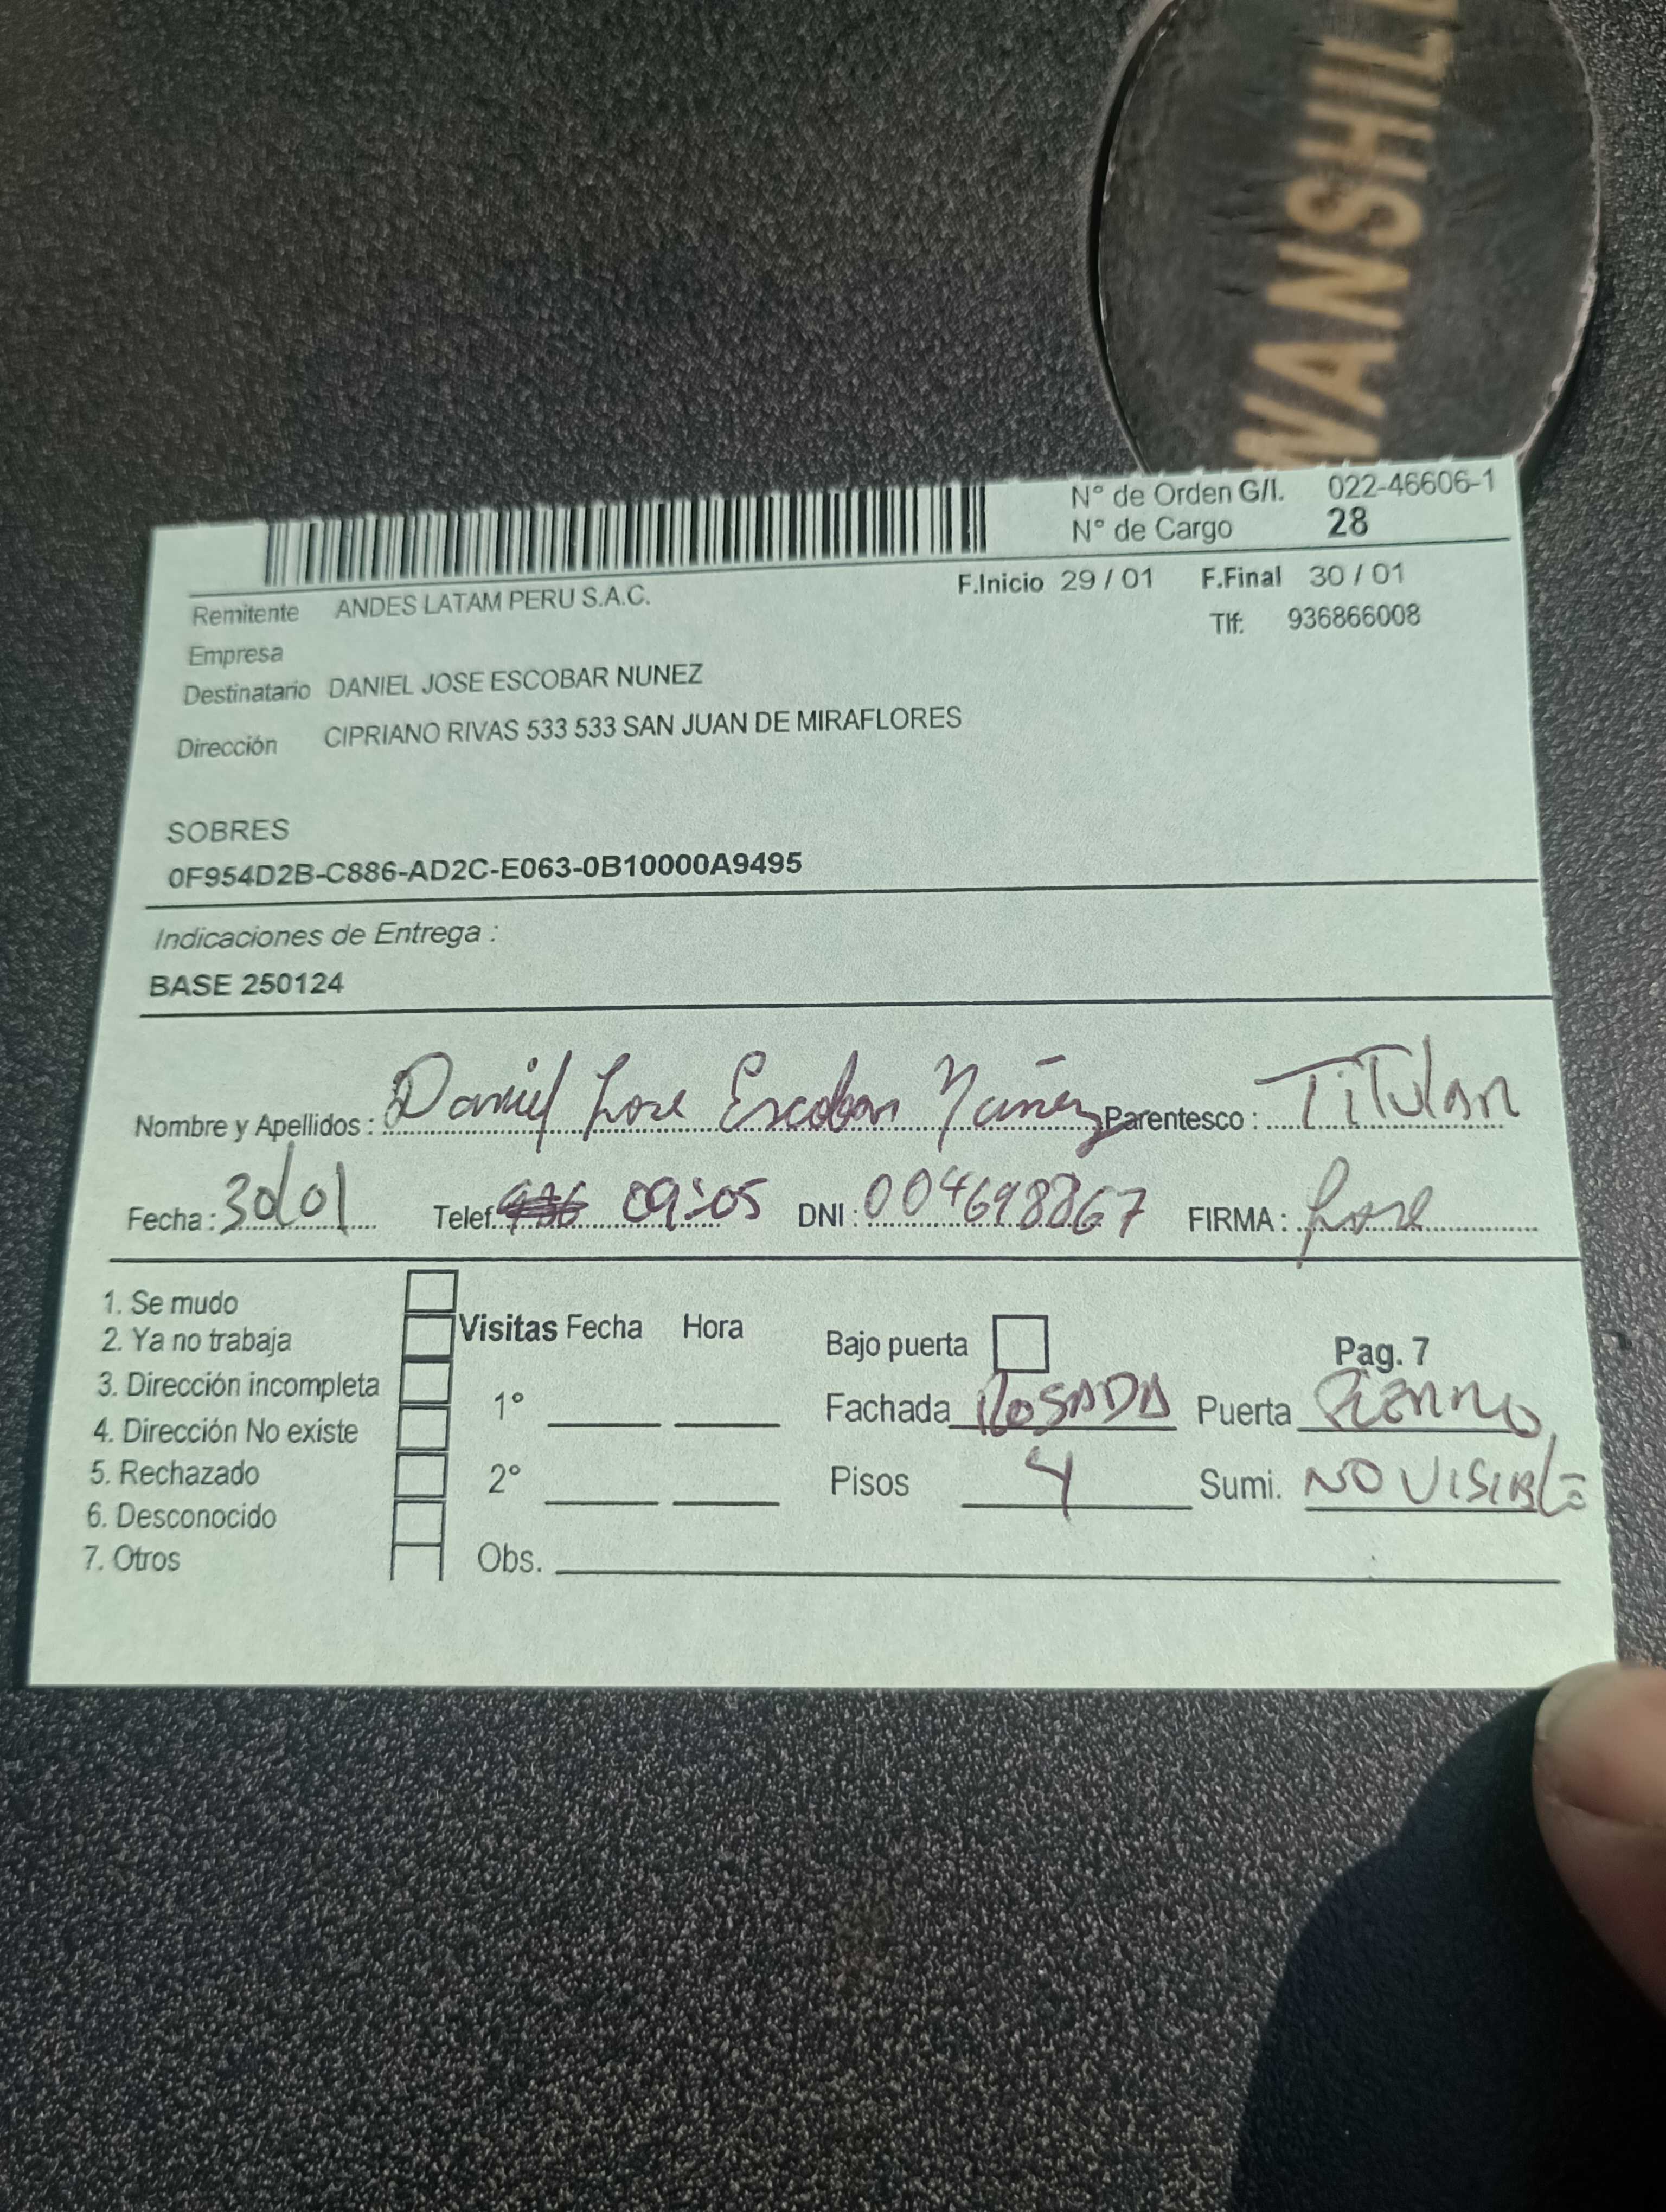 WANSHIL
N° de Orden G/I. 022-46606-1
N° de Cargo 28
F.Inicio 29 / 01 F.Final 30 / 01
Remitente ANDES LATAM PERU S.A.C.
Tlf: 936866008
Empresa
Destinatario DANIEL JOSE ESCOBAR NUNEZ
Dirección CIPRIANO RIVAS 533 533 SAN JUAN DE MIRAFLORES
SOBRES
0F954D2B-C886-AD2C-E063-0B10000A9495
Indicaciones de Entrega :
BASE 250124
Nombre y Apellidos : Daniel Jose Escobar Núñez Parentesco : Titular
Fecha : 30/01 Telef. 09:05 DNI : 004698867 FIRMA : Jose
1. Se mudo
2. Ya no trabaja
3. Dirección incompleta
4. Dirección No existe
5. Rechazado
6. Desconocido
7. Otros
Visitas Fecha Hora
1°
2°
Obs.
Bajo puerta Pag. 7
Fachada ROSADA Puerta FIERRO
Pisos 4 Sumi. NO VISIBLE